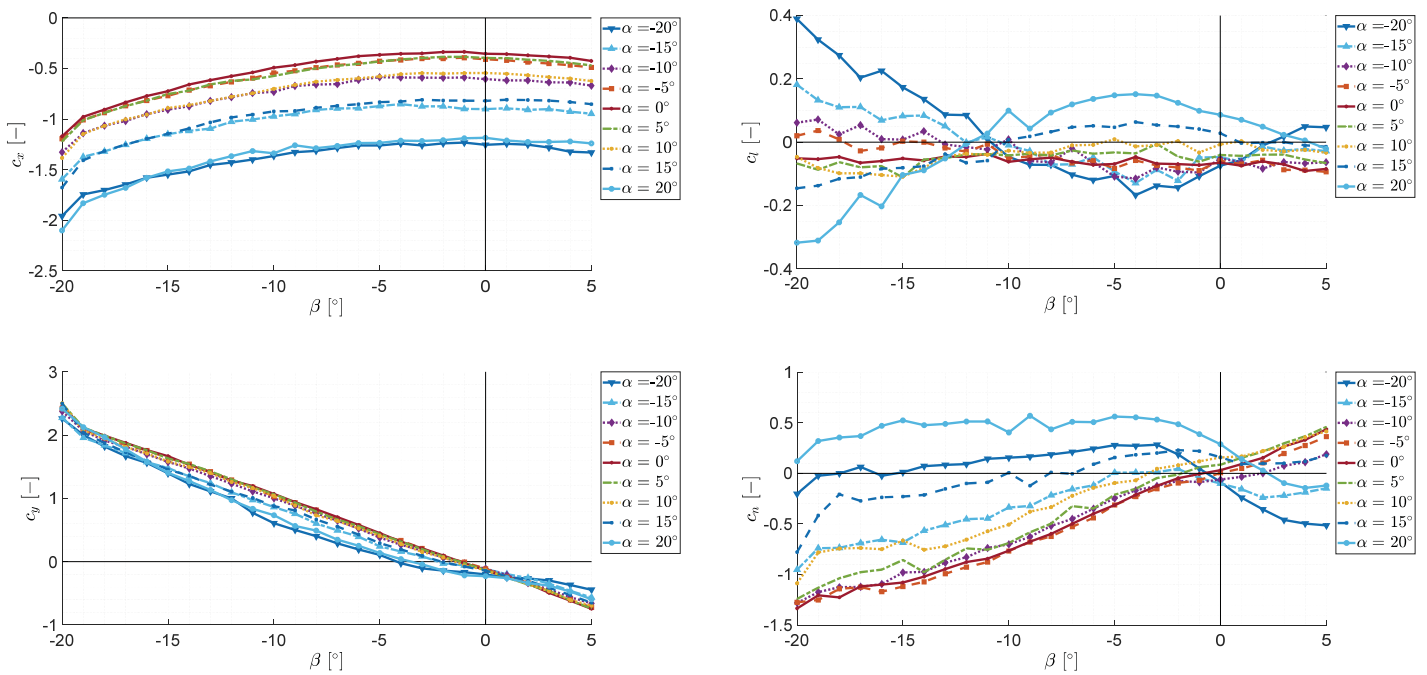 0
-0.5
-1
-1.5
-2
-2.5
c_x [−]
-20 -15 -10 -5 0 5
β [°]
α =-20°
α =-15°
α =-10°
α = -5°
α = 0°
α = 5°
α = 10°
α = 15°
α = 20°
0.4
0.2
0
-0.2
-0.4
c_l [−]
-20 -15 -10 -5 0 5
β [°]
α =-20°
α =-15°
α =-10°
α = -5°
α = 0°
α = 5°
α = 10°
α = 15°
α = 20°
3
2
1
0
-1
c_y [−]
-20 -15 -10 -5 0 5
β [°]
α =-20°
α =-15°
α =-10°
α = -5°
α = 0°
α = 5°
α = 10°
α = 15°
α = 20°
1
0.5
0
-0.5
-1
-1.5
c_n [−]
-20 -15 -10 -5 0 5
β [°]
α =-20°
α =-15°
α =-10°
α = -5°
α = 0°
α = 5°
α = 10°
α = 15°
α = 20°